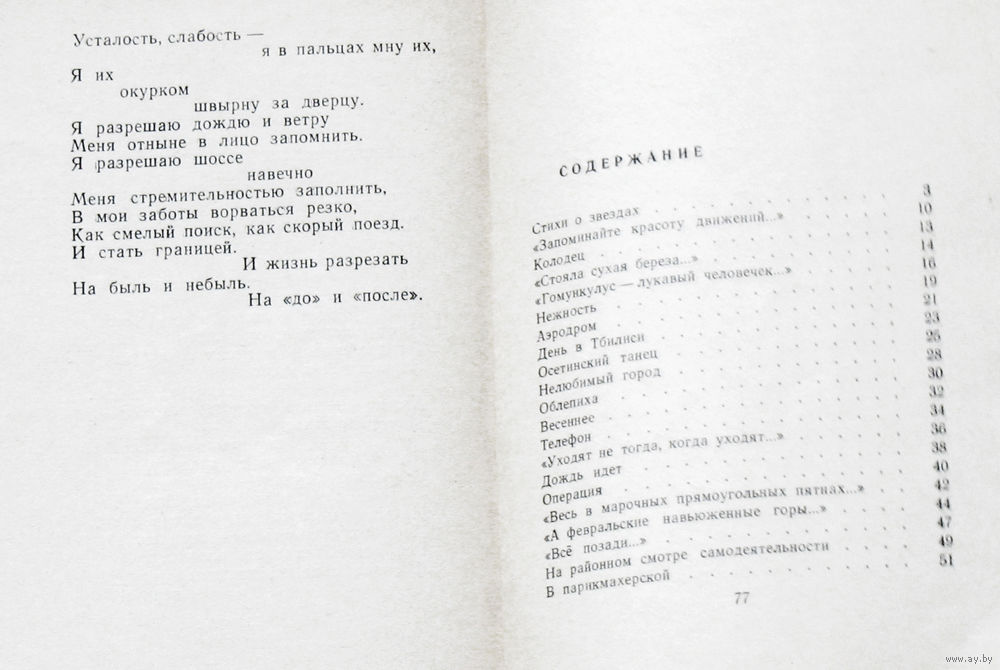 Усталость, слабость —
я в пальцах мну их,
Я их
окурком
швырну за дверцу.
Я разрешаю дождю и ветру
Меня отныне в лицо запомнить.
Я разрешаю шоссе
навечно
Меня стремительностью заполнить,
В мои заботы ворваться резко,
Как смелый поиск, как скорый поезд.
И стать границей.
И жизнь разрезать
На быль и небыль.
На «до» и «после».
СОДЕРЖАНИЕ
Стихи о звездах . . . 3
«Запоминайте красоту движений...» . . . 10
Колодец . . . 13
«Стояла сухая береза...» . . . 14
«Гомункулус — лукавый человечек...» . . . 16
Нежность . . . 19
Аэродром . . . 21
День в Тбилиси . . . 23
Осетинский танец . . . 25
Нелюбимый город . . . 28
Облепиха . . . 30
Весеннее . . . 32
Телефон . . . 34
«Уходят не тогда, когда уходят...» . . . 36
Дождь идет . . . 38
Операция . . . 40
«Весь в марочных прямоугольных пятнах...» . . . 42
«А февральские навьюженные горы...» . . . 44
«Всё позади...» . . . 47
На районном смотре самодеятельности . . . 49
В парикмахерской . . . 51
77
www.ay.by